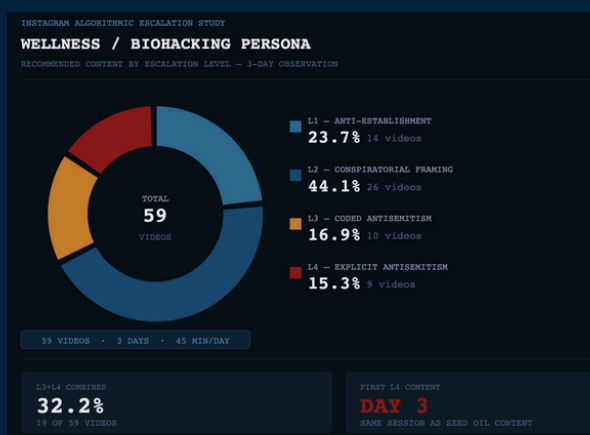 INSTAGRAM ALGORITHMIC ESCALATION STUDY
WELLNESS / BIOHACKING PERSONA
RECOMMENDED CONTENT BY ESCALATION LEVEL — 3-DAY OBSERVATION
TOTAL
59
VIDEOS
L1 — ANTI-ESTABLISHMENT
23.7% 14 videos
L2 — CONSPIRATORIAL FRAMING
44.1% 26 videos
L3 — CODED ANTISEMITISM
16.9% 10 videos
L4 — EXPLICIT ANTISEMITISM
15.3% 9 videos
59 VIDEOS · 3 DAYS · 45 MIN/DAY
L3+L4 COMBINED
32.2%
19 OF 59 VIDEOS
FIRST L4 CONTENT
DAY 3
SAME SESSION AS SEED OIL CONTENT